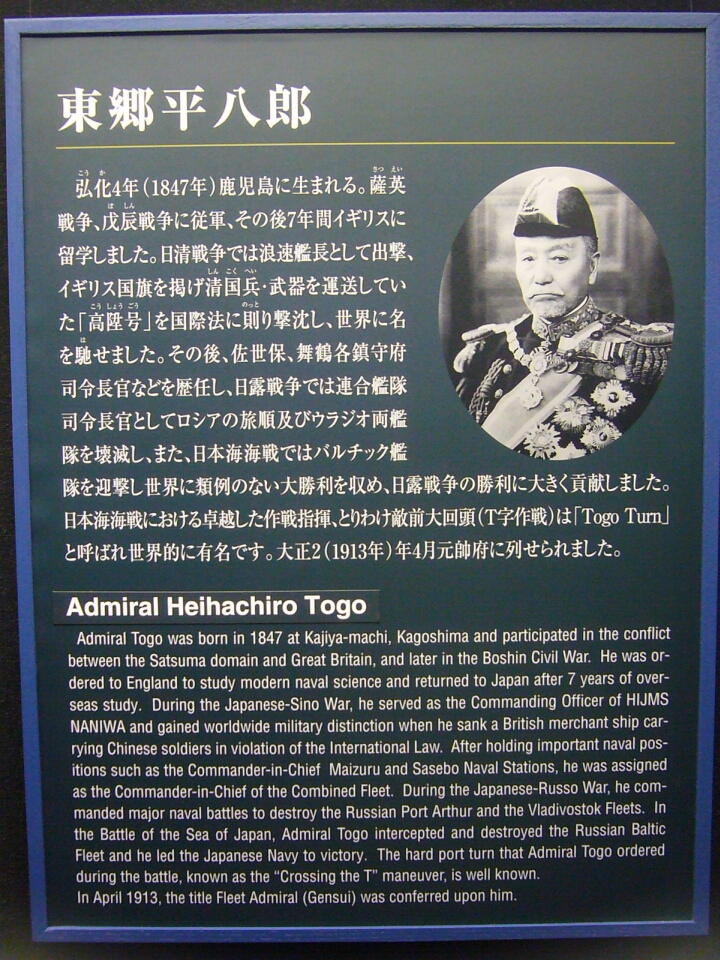 東郷平八郎
弘化4年(1847年)鹿児島に生まれる。薩英
戦争、戊辰戦争に従軍、その後7年間イギリスに
留学しました。日清戦争では浪速艦長として出撃、
イギリス国旗を掲げ清国兵・武器を運送してい
た「高陞号」を国際法に則り撃沈し、世界に名
を馳せました。その後、佐世保、舞鶴各鎮守府
司令長官などを歴任し、日露戦争では連合艦隊
司令長官としてロシアの旅順及びウラジオ両艦
隊を壊滅し、また、日本海海戦ではバルチック艦
隊を迎撃し世界に類例のない大勝利を収め、日露戦争の勝利に大きく貢献しました。
日本海海戦における卓越した作戦指揮、とりわけ敵前大回頭(T字作戦)は「Togo Turn」
と呼ばれ世界的に有名です。大正2(1913年)年4月元帥府に列せられました。
Admiral Heihachiro Togo
Admiral Togo was born in 1847 at Kajiya-machi, Kagoshima and participated in the conflict
between the Satsuma domain and Great Britain, and later in the Boshin Civil War. He was or-
dered to England to study modern naval science and returned to Japan after 7 years of over-
seas study. During the Japanese-Sino War, he served as the Commanding Officer of HIJMS
NANIWA and gained worldwide military distinction when he sank a British merchant ship car-
rying Chinese soldiers in violation of the International Law. After holding important naval pos-
itions such as the Commander-in-Chief Maizuru and Sasebo Naval Stations, he was assigned
as the Commander-in-Chief of the Combined Fleet. During the Japanese-Russo War, he com-
manded major naval battles to destroy the Russian Port Arthur and the Vladivostok Fleets. In
the Battle of the Sea of Japan, Admiral Togo intercepted and destroyed the Russian Baltic
Fleet and he led the Japanese Navy to victory. The hard port turn that Admiral Togo ordered
during the battle, known as the “Crossing the T” maneuver, is well known.
In April 1913, the title Fleet Admiral (Gensui) was conferred upon him.